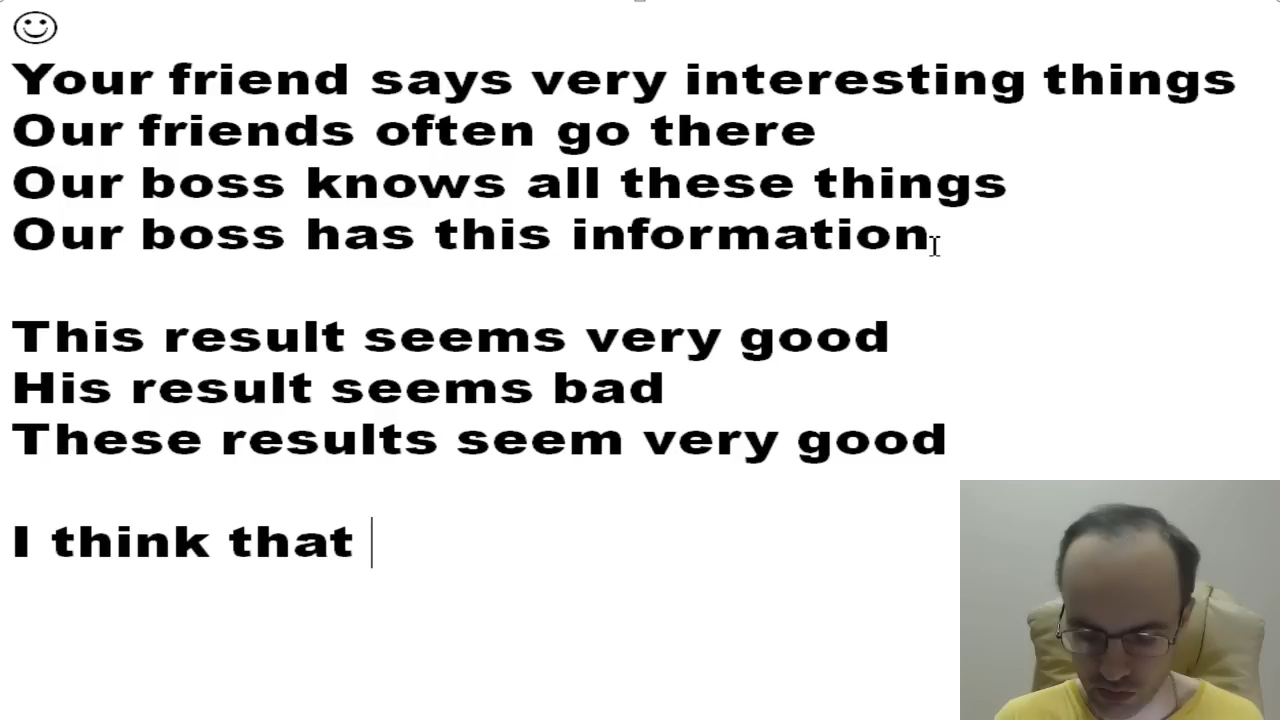 Your friend says very interesting things
Our friends often go there
Our boss knows all these things
Our boss has this information
This result seems very good
His result seems bad
These results seem very good
I think that